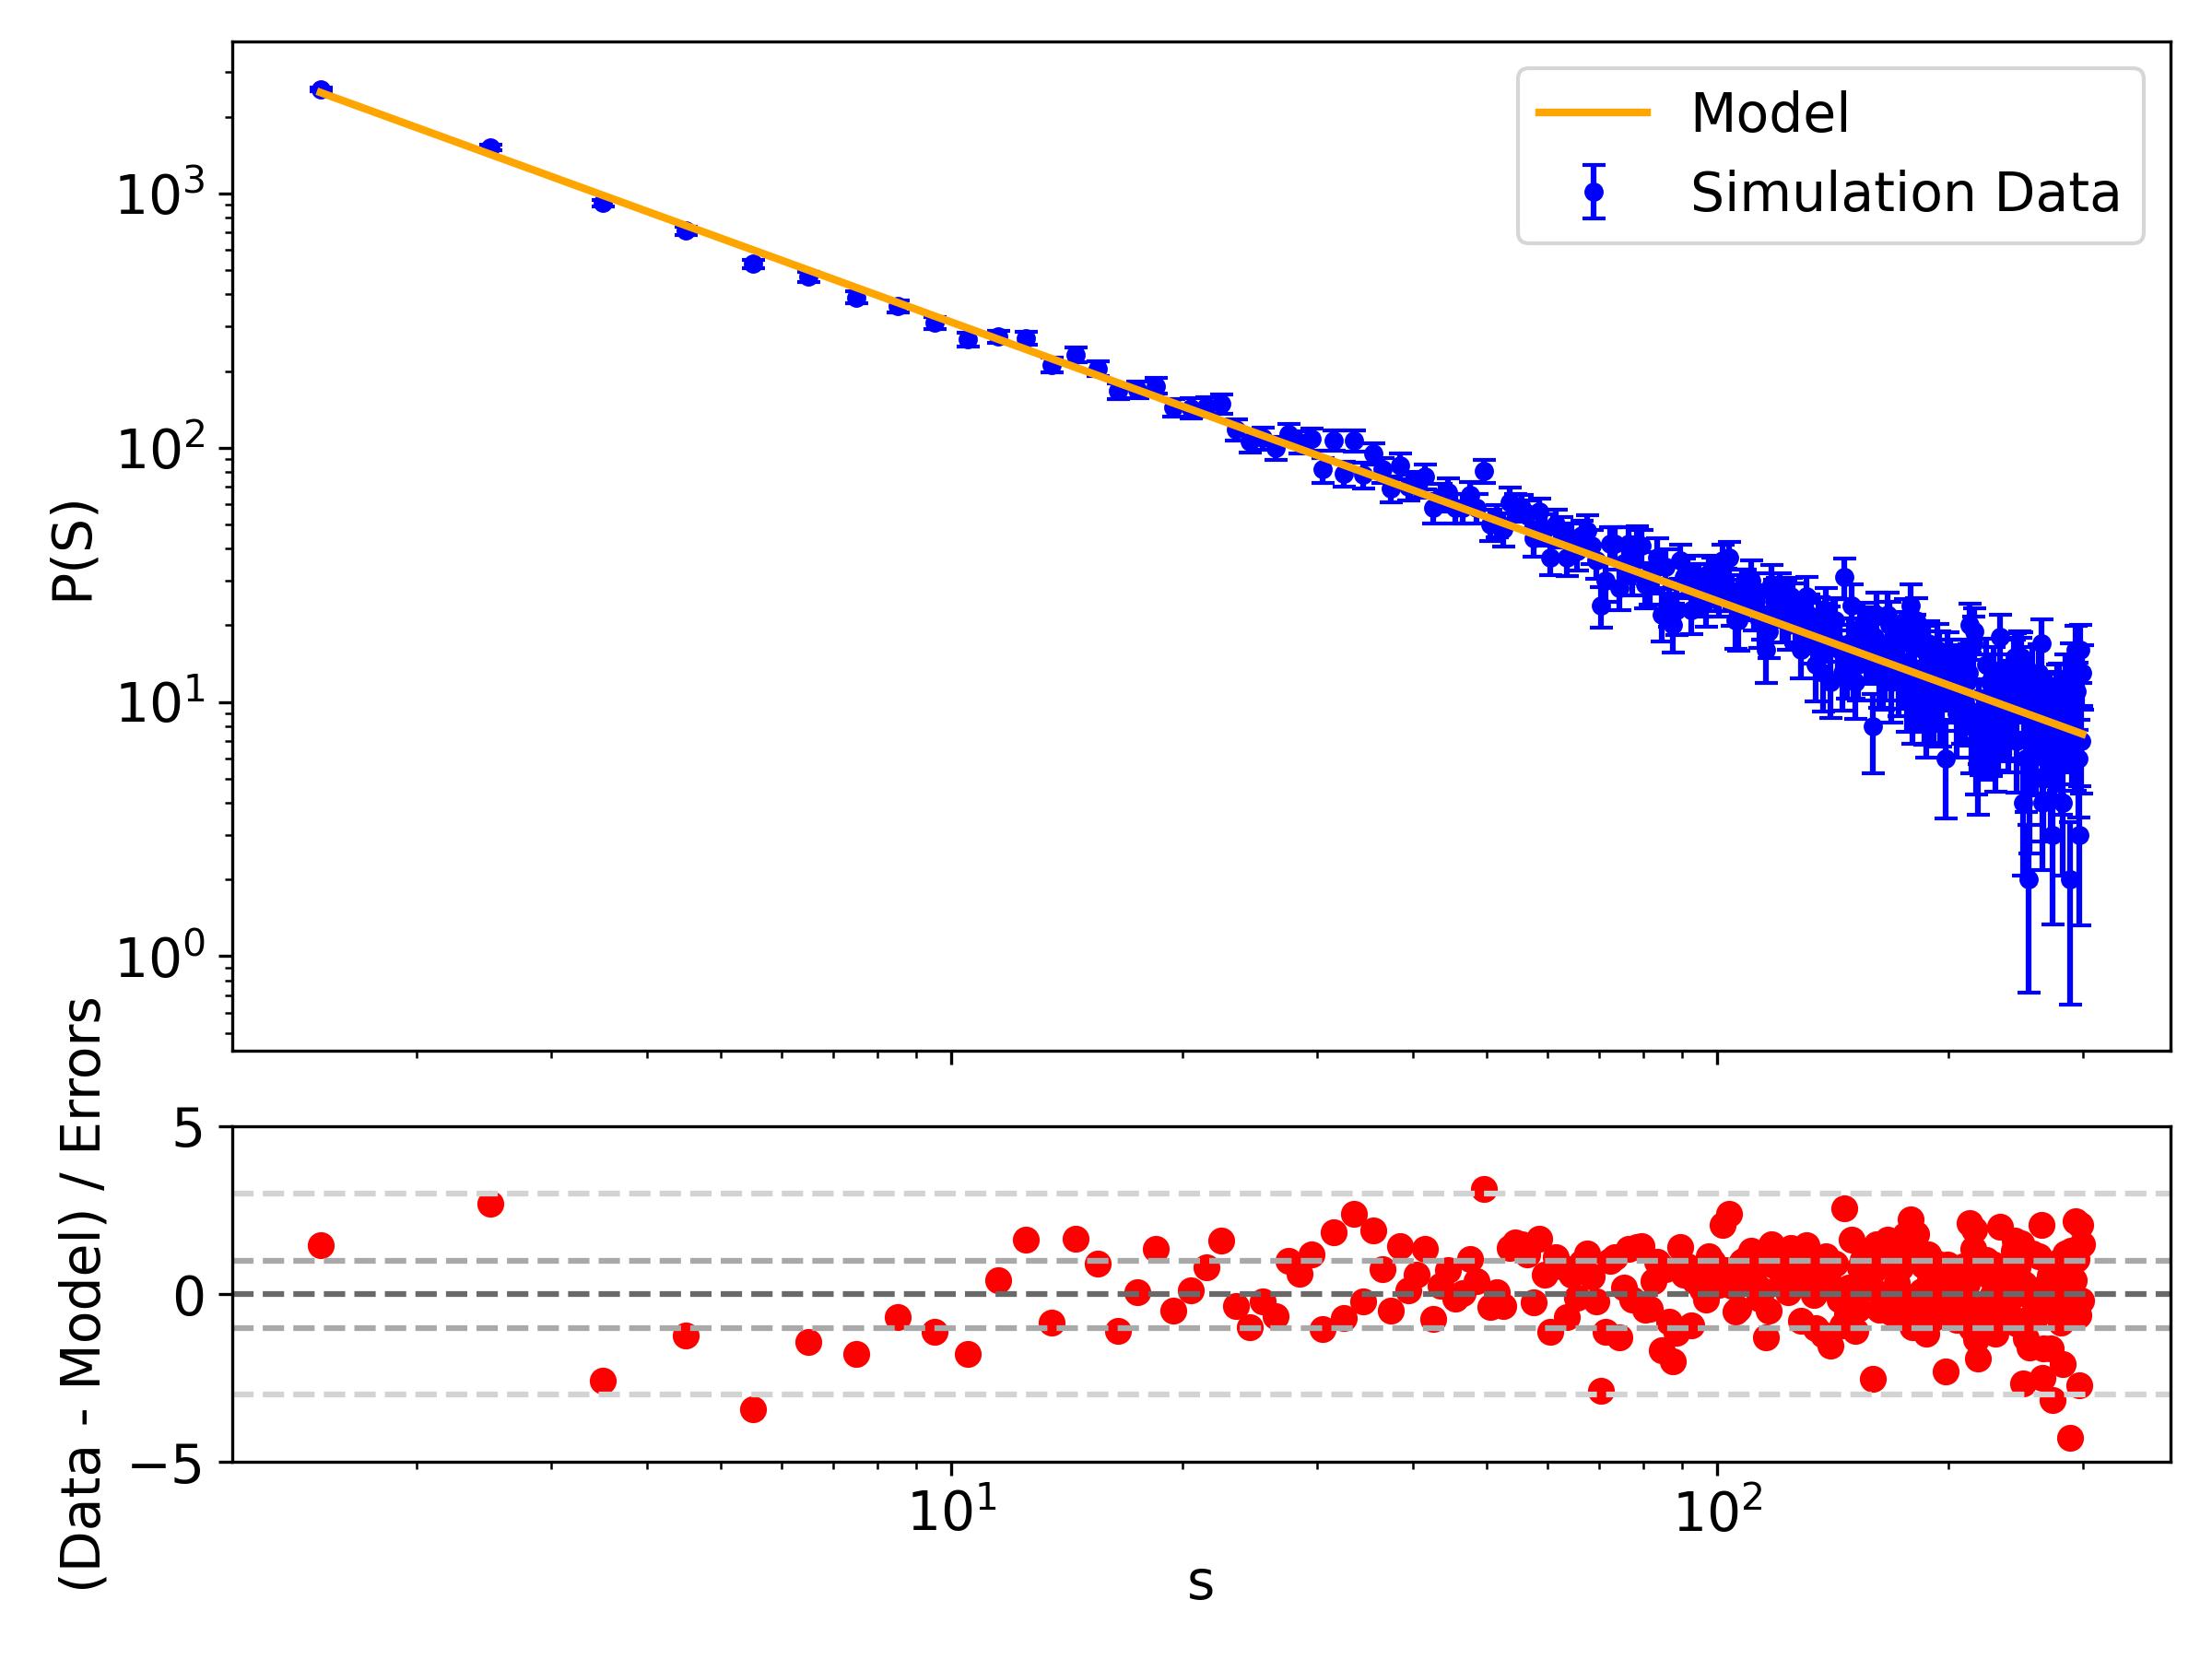 Model
Simulation Data
P(S)
10³
10²
10¹
10⁰
(Data - Model) / Errors
5
0
−5
10¹
10²
s